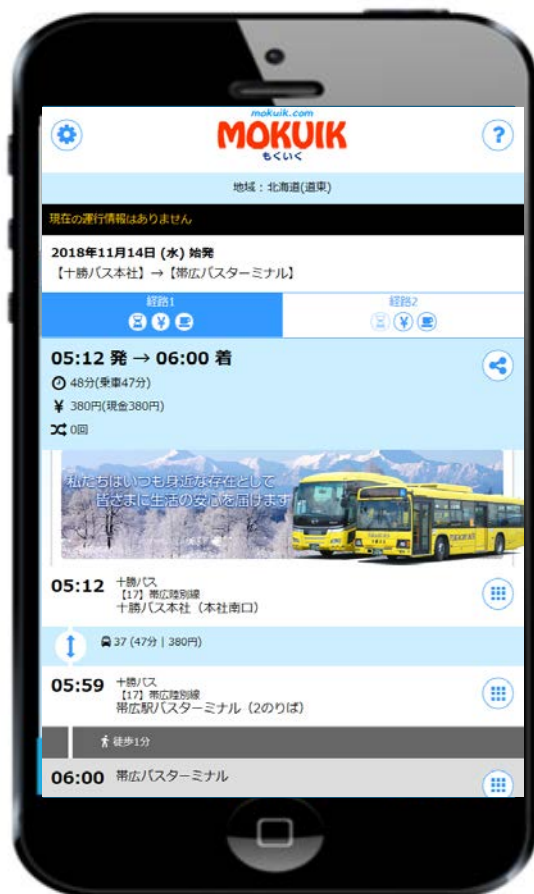 mokuik.com
MOKUIK
もくいく
?
地域：北海道(道東)
現在の運行情報はありません
2018年11月14日 (水) 始発
【十勝バス本社】→【帯広バスターミナル】
経路1
経路2
05:12 発 → 06:00 着
48分(乗車47分)
¥ 380円(現金380円)
0回
私たちはいつも身近な存在として
皆さまに生活の安心を届けます
05:12 十勝バス
【17】帯広陸別線
十勝バス本社（本社南口）
37 (47分 | 380円)
05:59 十勝バス
【17】帯広陸別線
帯広駅バスターミナル（2のりば）
徒歩1分
06:00 帯広バスターミナル